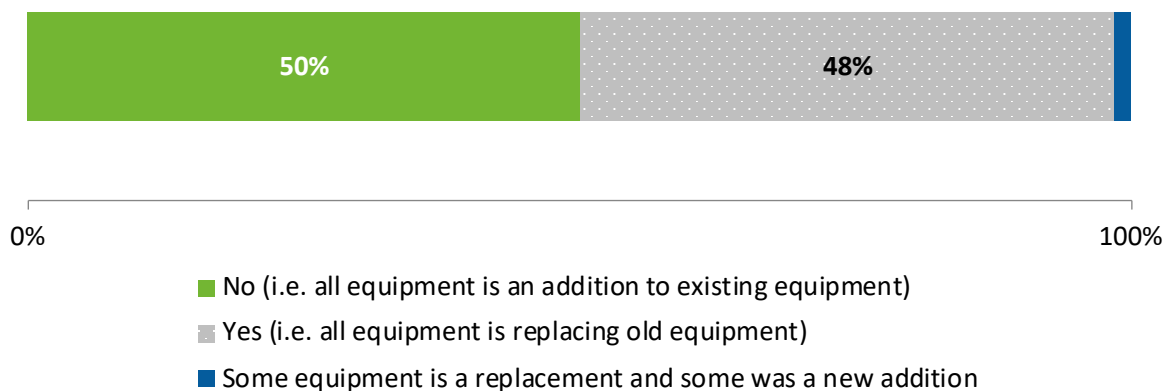 50%
48%
0%
100%
No (i.e. all equipment is an addition to existing equipment)
Yes (i.e. all equipment is replacing old equipment)
Some equipment is a replacement and some was a new addition